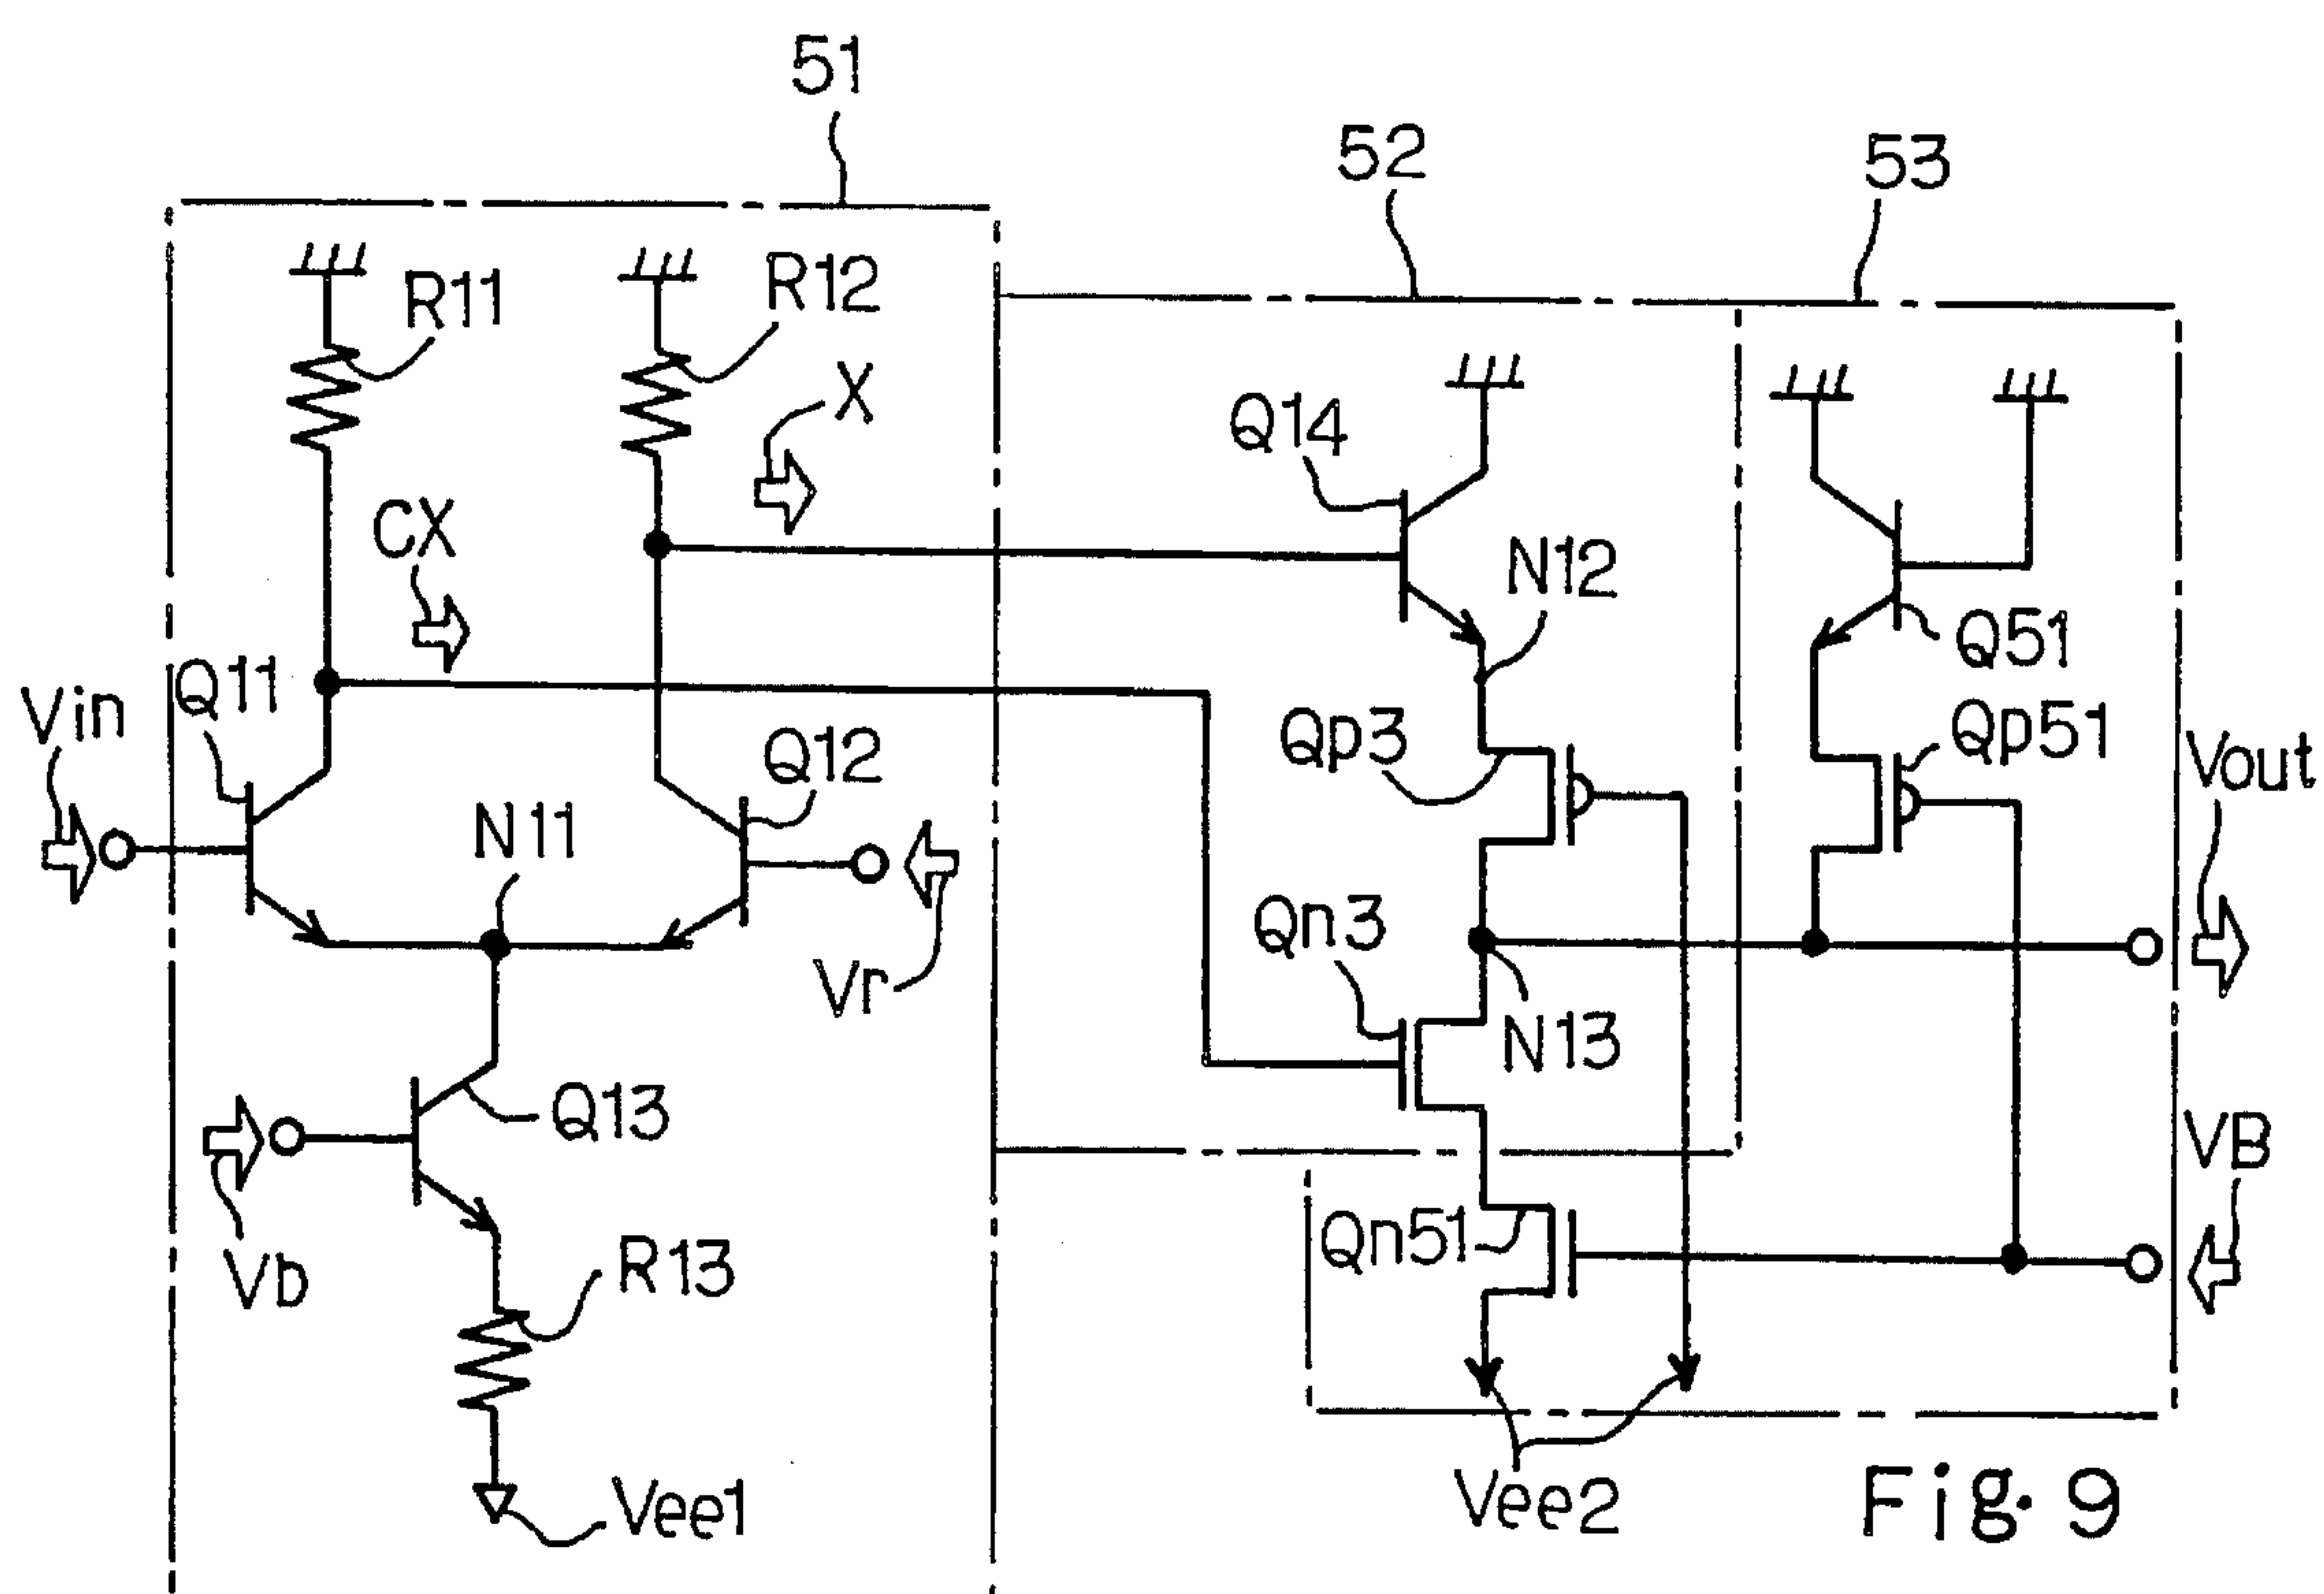 51
52
53
R11
R12
X
Q14
CX
N12
Q51
Q11
Vin
Q12
Qp3
Qp51
Vout
N11
Qn3
Vr
N13
Q13
VB
Qn51
Vb
R13
Vee1
Vee2
Fig. 9